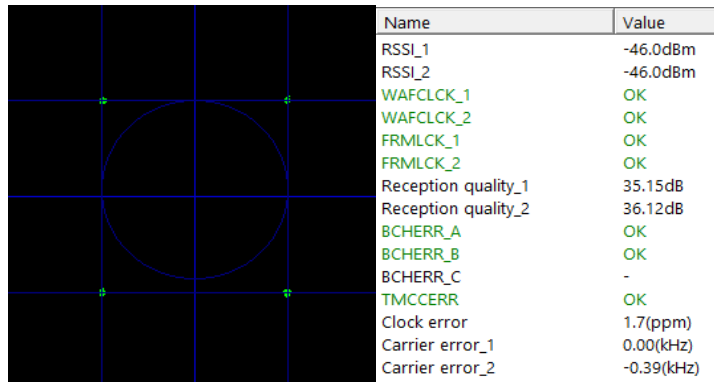 Name Value
RSSI_1 -46.0dBm
RSSI_2 -46.0dBm
WAFCLCK_1 OK
WAFCLCK_2 OK
FRMLCK_1 OK
FRMLCK_2 OK
Reception quality_1 35.15dB
Reception quality_2 36.12dB
BCHERR_A OK
BCHERR_B OK
BCHERR_C -
TMCCERR OK
Clock error 1.7(ppm)
Carrier error_1 0.00(kHz)
Carrier error_2 -0.39(kHz)